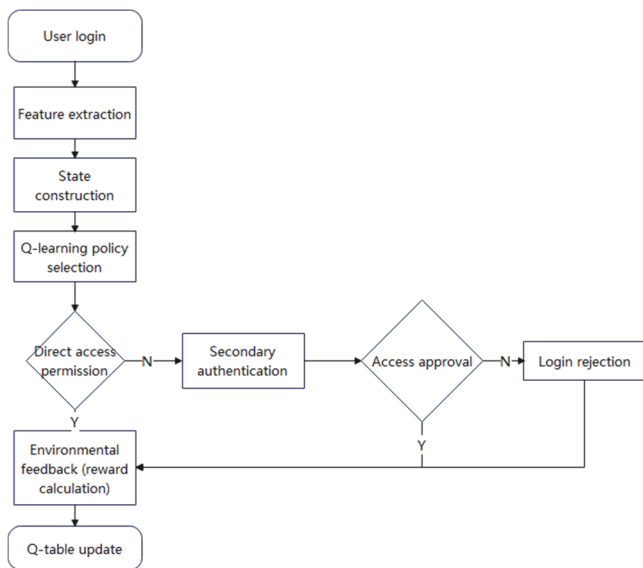 User login
Feature extraction
State
construction
Q-learning policy
selection
Direct access
permission
N
Secondary
authentication
Access approval
N
Login rejection
Y
Y
Environmental
feedback (reward
calculation)
Q-table update